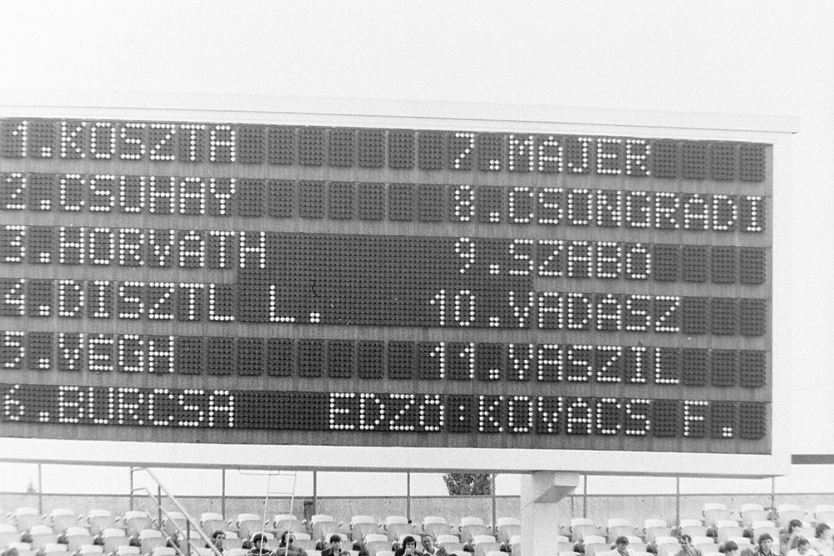 1.KOSZTA 7.MAJER
2.CSUHAY 8.CSONGRÁDI
3.HORVÁTH 9.SZABÓ
4.DISZTL L. 10.VADÁSZ
5.VÉGH 11.VASZIL
6.BURCSA EDZŐ:KOVÁCS F.